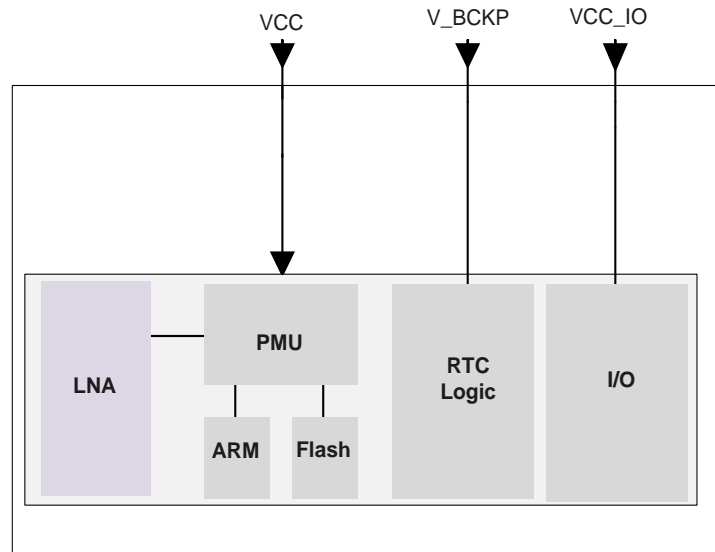 VCC
V_BCKP
VCC_IO
LNA
PMU
RTC
Logic
I/O
ARM
Flash